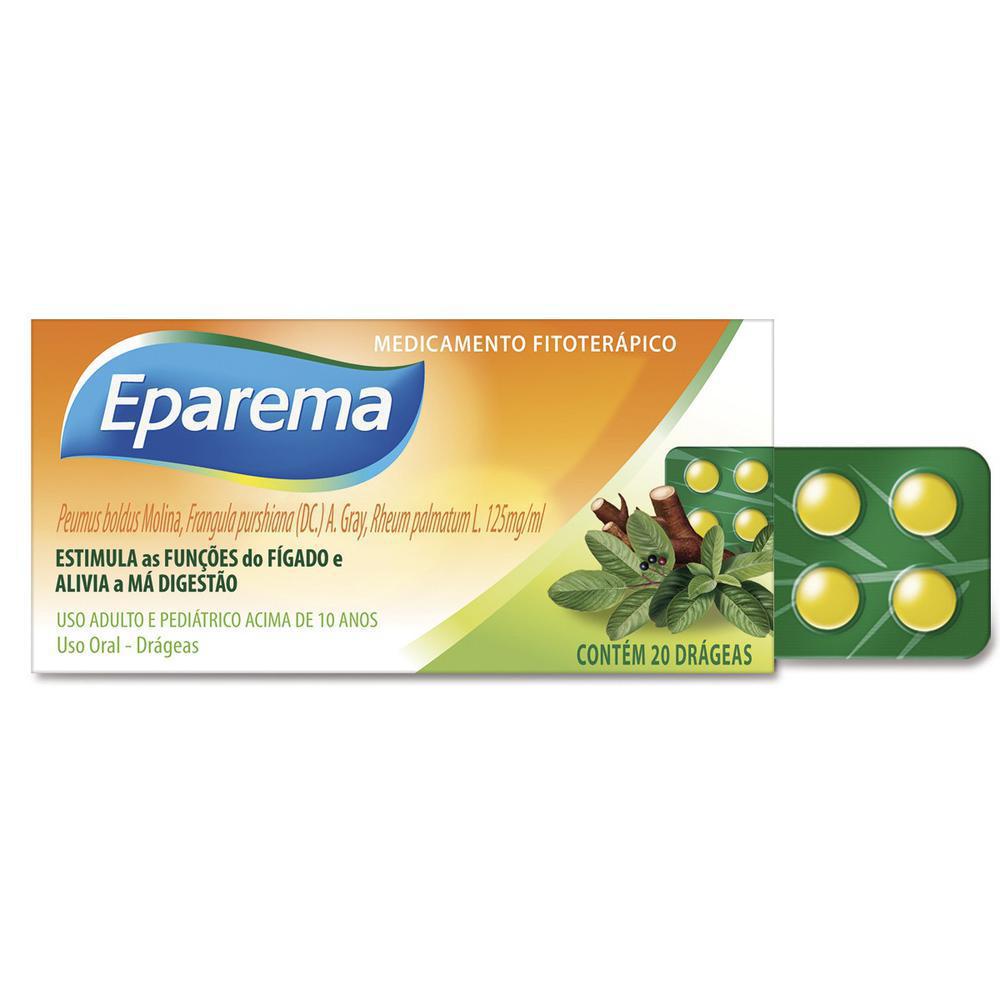 MEDICAMENTO FITOTERÁPICO
Eparema
Peumus boldus Molina, Frangula purshiana (DC.) A. Gray, Rheum palmatum L. 125mg/ml
ESTIMULA as FUNÇÕES do FÍGADO e
ALIVIA a MÁ DIGESTÃO
USO ADULTO E PEDIÁTRICO ACIMA DE 10 ANOS
Uso Oral - Drágeas
CONTÉM 20 DRÁGEAS